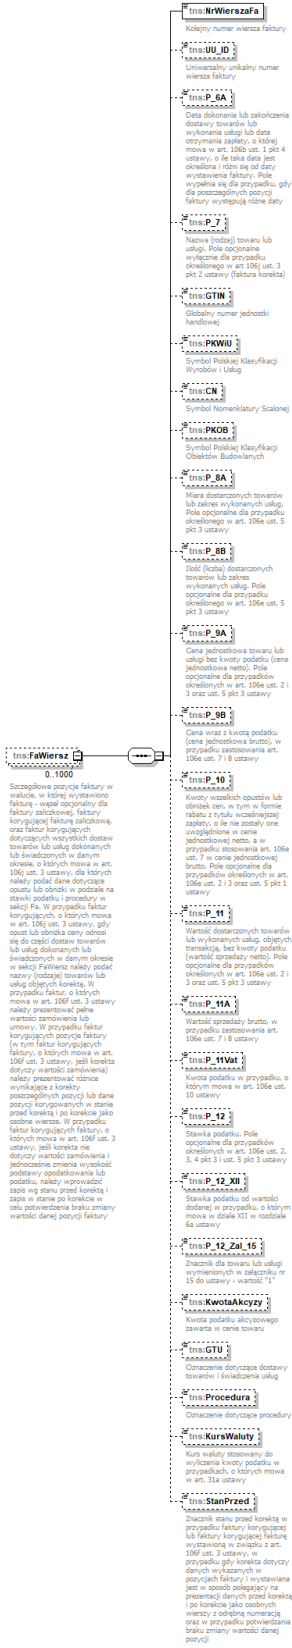 tns:NrWierszaFa
Kolejny numer wiersza faktury
tns:UU_ID
Uniwersalny unikalny numer
wiersza faktury
tns:P_6A
Data dokonania lub zakończenia
dostawy towarów lub
wykonania usługi lub data
otrzymania zapłaty, o której
mowa w art. 106b ust. 1 pkt 4
ustawy, o ile taka data jest
określona i różni się od daty
wystawienia faktury. Pole
wypełnia się dla przypadku, gdy
dla poszczególnych pozycji
faktury występują różne daty
tns:P_7
Nazwa (rodzaj) towaru lub
usługi. Pole opcjonalne
wyłącznie dla przypadku
określonego w art 106j ust. 3
pkt 2 ustawy (faktura korekta)
tns:GTIN
Globalny numer jednostki
handlowej
tns:PKWiU
Symbol Polskiej Klasyfikacji
Wyrobów i Usług
tns:CN
Symbol Nomenklatury Scalonej
tns:PKOB
Symbol Polskiej Klasyfikacji
Obiektów Budowlanych
tns:P_8A
Miara dostarczonych towarów
lub zakres wykonanych usług.
Pole opcjonalne dla przypadku
określonego w art. 106e ust. 5
pkt 3 ustawy
tns:P_8B
Ilość (liczba) dostarczonych
towarów lub zakres
wykonanych usług. Pole
opcjonalne dla przypadku
określonego w art. 106e ust. 5
pkt 3 ustawy
tns:P_9A
Cena jednostkowa towaru lub
usługi bez kwoty podatku (cena
jednostkowa netto). Pole
opcjonalne dla przypadków
określonych w art. 106e ust. 2 i
3 oraz ust. 5 pkt 3 ustawy
tns:P_9B
Cena wraz z kwotą podatku
(cena jednostkowa brutto), w
przypadku zastosowania art.
106e ust. 7 i 8 ustawy
tns:FaWiersz
0..1000
Szczegółowe pozycje faktury w
walucie, w której wystawiono
fakturę - węzeł opcjonalny dla
faktury zaliczkowej, faktury
korygującej fakturę zaliczkową,
oraz faktur korygujących
dotyczących wszystkich dostaw
towarów lub usług dokonanych
lub świadczonych w danym
okresie, o których mowa w art.
106j ust. 3 ustawy, dla których
należy podać dane dotyczące
opustu lub obniżki w podziale na
stawki podatku i procedury w
sekcji Fa. W przypadku faktur
korygujących, o których mowa
w art. 106j ust. 3 ustawy, gdy
opust lub obniżka ceny odnosi
się do części dostaw towarów
lub usług dokonanych lub
świadczonych w danym okresie
w sekcji FaWiersz należy podać
nazwy (rodzaje) towarów lub
usług objętych korektą. W
przypadku faktur, o których
mowa w art. 106f ust. 3 ustawy
należy prezentować pełne
wartości zamówienia lub
umowy. W przypadku faktur
korygujących pozycje faktury
(w tym faktur korygujących
faktury, o których mowa w art.
106f ust. 3 ustawy, jeśli korekta
dotyczy wartości zamówienia)
należy prezentować różnice
wynikające z korekty
poszczególnych pozycji lub dane
pozycji korygowanych w stanie
przed korektą i po korekcie jako
osobne wiersze. W przypadku
faktur korygujących faktury, o
których mowa w art. 106f ust. 3
ustawy, jeśli korekta nie
dotyczy wartości zamówienia i
jednocześnie zmienia wysokość
podstawy opodatkowania lub
podatku, należy wprowadzić
zapis wg stanu przed korektą i
zapis w stanie po korekcie w
celu potwierdzenia braku zmiany
wartości danej pozycji faktury
tns:P_10
Kwoty wszelkich opustów lub
obniżek cen, w tym w formie
rabatu z tytułu wcześniejszej
zapłaty, o ile nie zostały one
uwzględnione w cenie
jednostkowej netto, a w
przypadku stosowania art. 106e
ust. 7 w cenie jednostkowej
brutto. Pole opcjonalne dla
przypadków określonych w art.
106e ust. 2 i 3 oraz ust. 5 pkt 1
ustawy
tns:P_11
Wartość dostarczonych towarów
lub wykonanych usług, objętych
transakcją, bez kwoty podatku
(wartość sprzedaży netto). Pole
opcjonalne dla przypadków
określonych w art. 106e ust. 2 i
3 oraz ust. 5 pkt 3 ustawy
tns:P_11A
Wartość sprzedaży brutto, w
przypadku zastosowania art.
106e ust. 7 i 8 ustawy
tns:P_11Vat
Kwota podatku w przypadku, o
którym mowa w art. 106e ust.
10 ustawy
tns:P_12
Stawka podatku. Pole
opcjonalne dla przypadków
określonych w art. 106e ust. 2,
3, 4 pkt 3 i ust. 5 pkt 3 ustawy
tns:P_12_XII
Stawka podatku od wartości
dodanej w przypadku, o którym
mowa w dziale XII w rozdziale
6a ustawy
tns:P_12_Zal_15
Znacznik dla towaru lub usługi
wymienionych w załączniku nr
15 do ustawy - wartość "1"
tns:KwotaAkcyzy
Kwota podatku akcyzowego
zawarta w cenie towaru
tns:GTU
Oznaczenie dotyczące dostawy
towarów i świadczenia usług
tns:Procedura
Oznaczenie dotyczące procedury
tns:KursWaluty
Kurs waluty stosowany do
wyliczenia kwoty podatku w
przypadkach, o których mowa
w art. 31a ustawy
tns:StanPrzed
Znacznik stanu przed korektą w
przypadku faktury korygującej
lub faktury korygującej fakturę
wystawioną w związku z art.
106f ust. 3 ustawy, w
przypadku gdy korekta dotyczy
danych wykazanych w
pozycjach faktury i wystawiana
jest w sposób polegający na
prezentacji danych przed korektą
i po korekcie jako osobnych
wierszy z odrębną numeracją
oraz w przypadku potwierdzania
braku zmiany wartości danej
pozycji